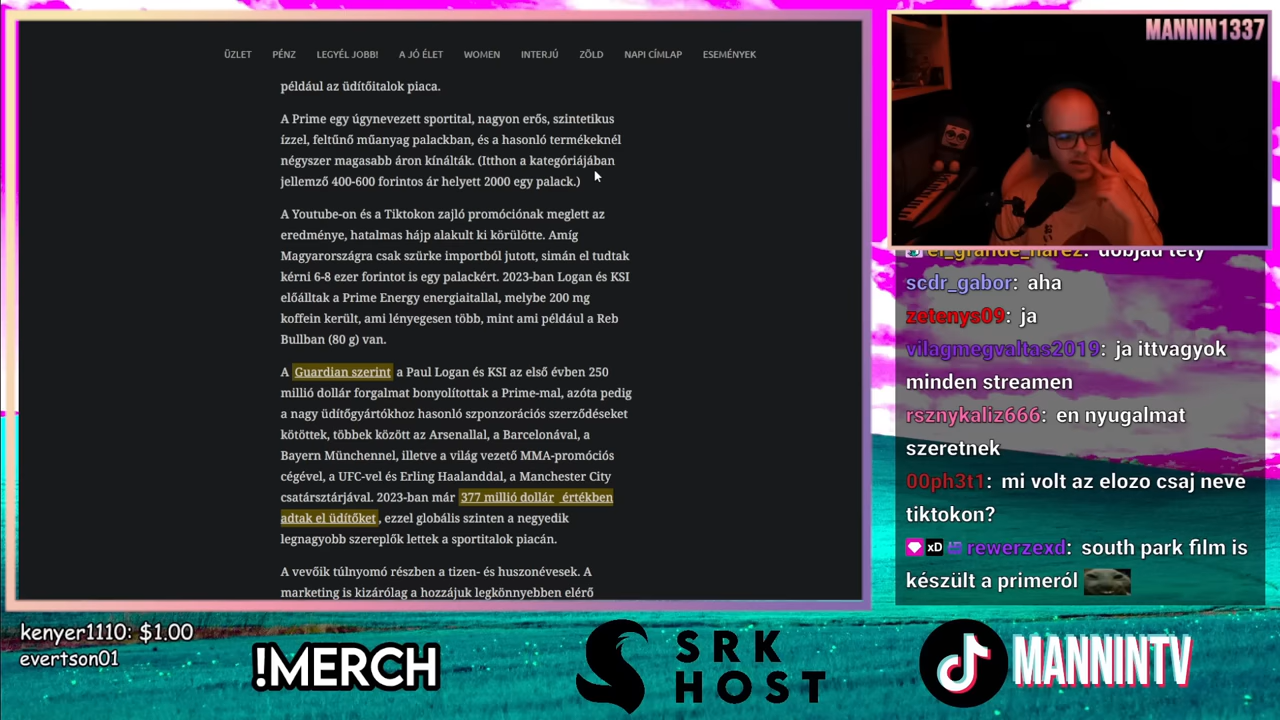 ÜZLET PÉNZ LEGYÉL JOBB! A JÓ ÉLET WOMEN INTERJÚ ZÖLD NAPI CÍMLAP ESEMÉNYEK
például az üdítőitalok piaca.
A Prime egy úgynevezett sportital, nagyon erős, szintetikus
ízzel, feltűnő műanyag palackban, és a hasonló termékeknél
négyszer magasabb áron kínálták. (Itthon a kategóriájában
jellemző 400-600 forintos ár helyett 2000 egy palack.)
A Youtube-on és a Tiktokon zajló promóciónak meglett az
eredménye, hatalmas hájp alakult ki körülötte. Amíg
Magyarországra csak szürke importból jutott, simán el tudtak
kérni 6-8 ezer forintot is egy palackért. 2023-ban Logan és KSI
előálltak a Prime Energy energiaitallal, melybe 200 mg
koffein került, ami lényegesen több, mint ami például a Reb
Bullban (80 g) van.
A Guardian szerint a Paul Logan és KSI az első évben 250
millió dollár forgalmat bonyolítottak a Prime-mal, azóta pedig
a nagy üdítőgyártókhoz hasonló szponzorációs szerződéseket
kötöttek, többek között az Arsenallal, a Barcelonával, a
Bayern Münchennel, illetve a világ vezető MMA-promóciós
cégével, a UFC-vel és Erling Haalanddal, a Manchester City
csatársztárjával. 2023-ban már 377 millió dollár értékben
adtak el üdítőket, ezzel globális szinten a negyedik
legnagyobb szereplők lettek a sportitalok piacán.
A vevőik túlnyomó részben a tizen- és huszonévesek. A
marketing is kizárólag a hozzájuk legkönnyebben elérő
MANNIN1337
el_grande_narez: dobjad tety
scdr_gabor: aha
zetenys09: ja
vilagmegvaltas2019: ja ittvagyok
minden streamen
rsznykaliz666: en nyugalmat
szeretnek
00ph3t1: mi volt az elozo csaj neve
tiktokon?
xD rewerzexd: south park film is
készült a primeról
kenyer1110: $1.00
evertson01
!MERCH
SRK
HOST
MANNINTV